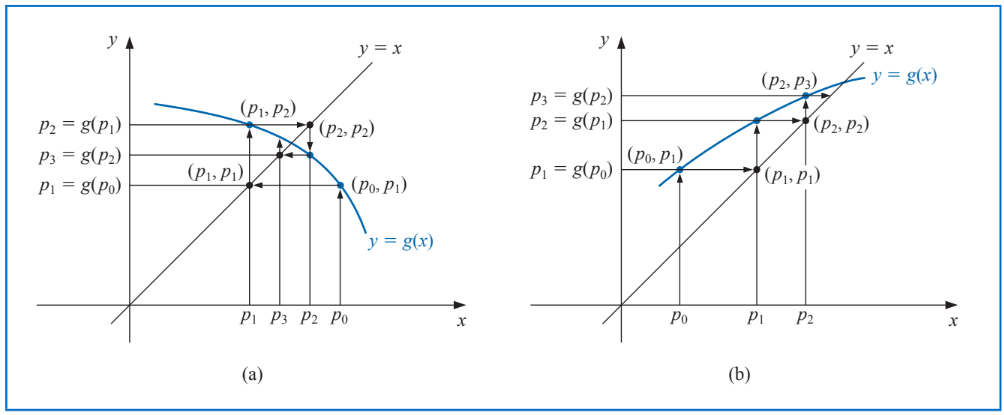 y
y = x
(p₁, p₂)
p₂ = g(p₁)
(p₂, p₂)
p₃ = g(p₂)
(p₁, p₁)
p₁ = g(p₀)
(p₀, p₁)
y = g(x)
p₁ p₃ p₂ p₀
x
(a)
y
y = x
(p₂, p₃)
y = g(x)
p₃ = g(p₂)
p₂ = g(p₁)
(p₂, p₂)
(p₀, p₁)
p₁ = g(p₀)
(p₁, p₁)
p₀ p₁ p₂
x
(b)